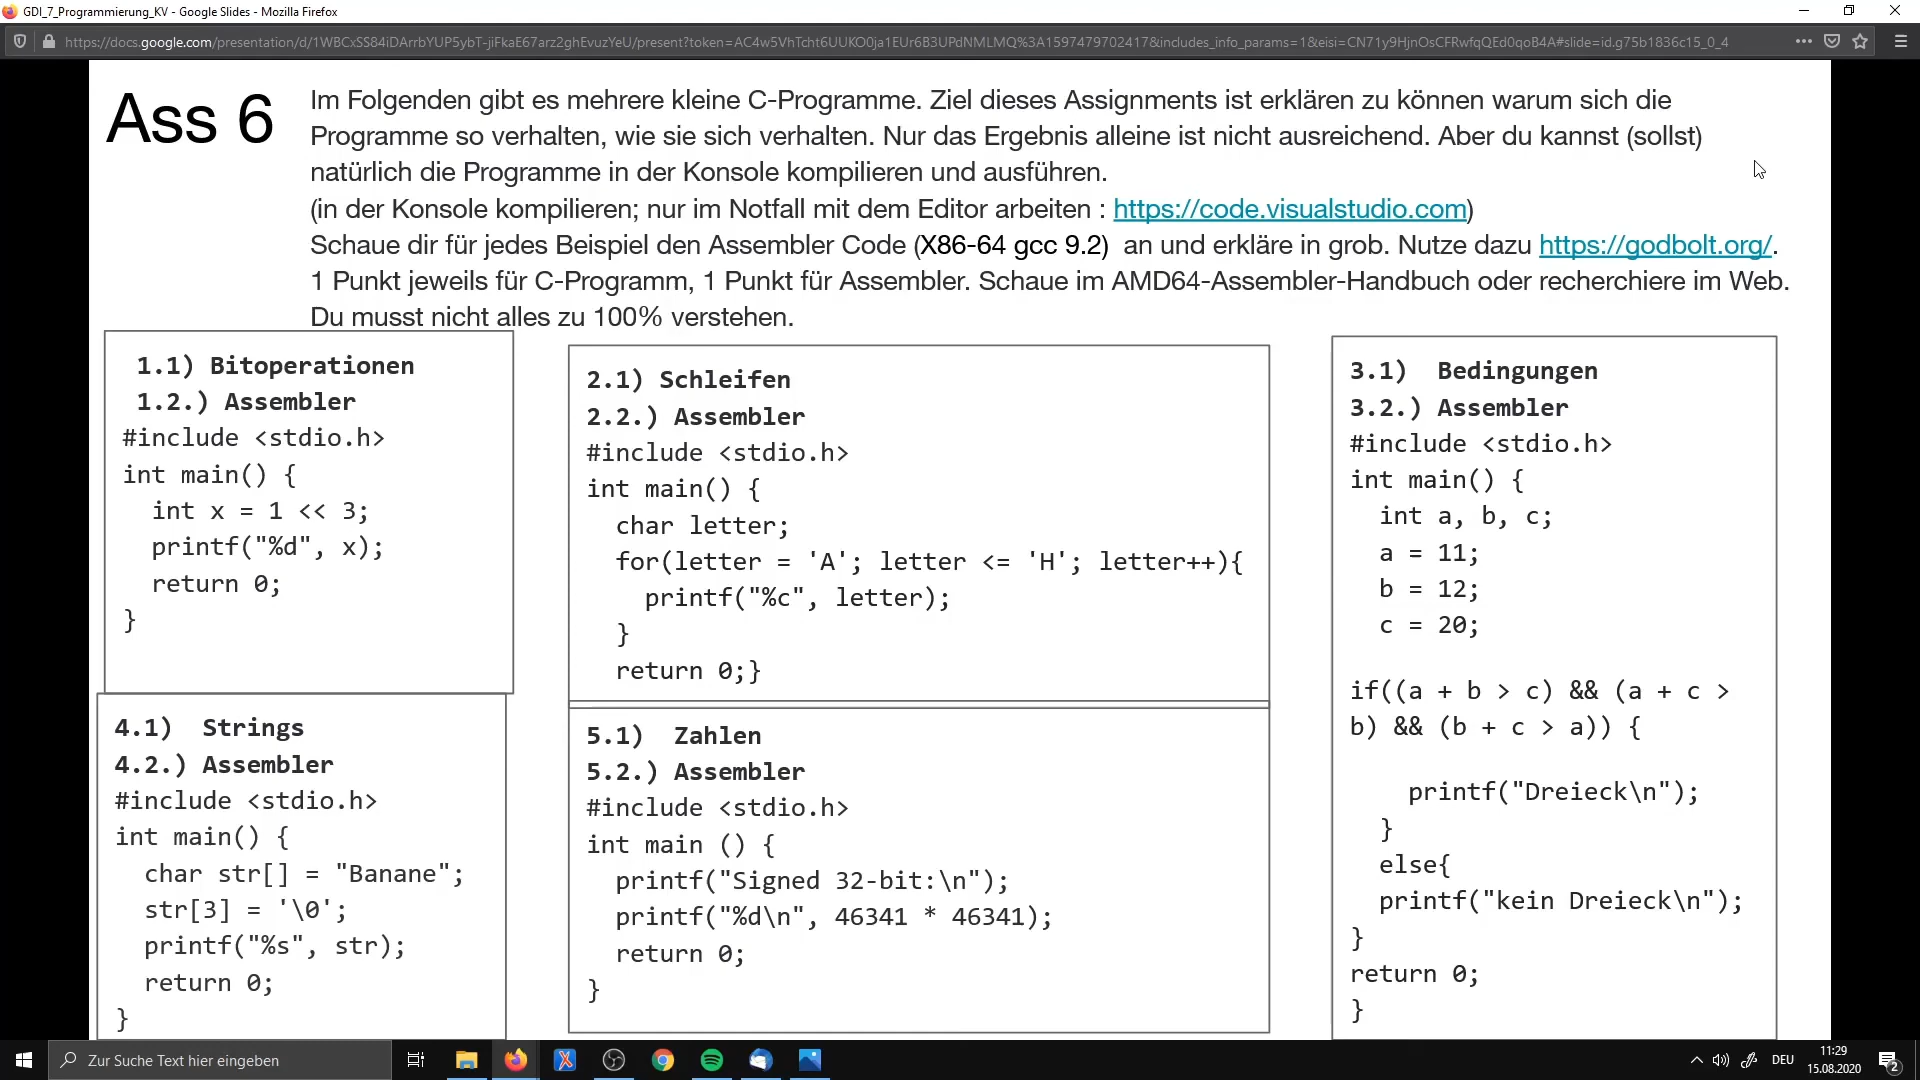 GDI_7_Programmierung_KV - Google Slides - Mozilla Firefox
https://docs.google.com/presentation/d/1WBCxSS84iDArrbYUP5ybT-jiFkaE67arz2ghEvuzYeU/present?token=AC4w5VhTcht6UUKO0ja1EUr6B3UPdNMLMQ%3A1597479702417&includes_info_params=1&eisi=CN71y9HjnOsCFRwfqQEd0qoB4A#slide=id.g75b1836c15_0_4
Ass 6
Im Folgenden gibt es mehrere kleine C-Programme. Ziel dieses Assignments ist erklären zu können warum sich die
Programme so verhalten, wie sie sich verhalten. Nur das Ergebnis alleine ist nicht ausreichend. Aber du kannst (sollst)
natürlich die Programme in der Konsole kompilieren und ausführen.
(in der Konsole kompilieren; nur im Notfall mit dem Editor arbeiten : https://code.visualstudio.com)
Schaue dir für jedes Beispiel den Assembler Code (X86-64 gcc 9.2) an und erkläre in grob. Nutze dazu https://godbolt.org/.
1 Punkt jeweils für C-Programm, 1 Punkt für Assembler. Schaue im AMD64-Assembler-Handbuch oder recherchiere im Web.
Du musst nicht alles zu 100% verstehen.
1.1) Bitoperationen
1.2.) Assembler
#include <stdio.h>
int main() {
int x = 1 << 3;
printf("%d", x);
return 0;
}
2.1) Schleifen
2.2.) Assembler
#include <stdio.h>
int main() {
char letter;
for(letter = 'A'; letter <= 'H'; letter++){
printf("%c", letter);
}
return 0;}
3.1) Bedingungen
3.2.) Assembler
#include <stdio.h>
int main() {
int a, b, c;
a = 11;
b = 12;
c = 20;
if((a + b > c) && (a + c >
b) && (b + c > a)) {
printf("Dreieck\n");
}
else{
printf("kein Dreieck\n");
}
return 0;
}
4.1) Strings
4.2.) Assembler
#include <stdio.h>
int main() {
char str[] = "Banane";
str[3] = '\0';
printf("%s", str);
return 0;
}
5.1) Zahlen
5.2.) Assembler
#include <stdio.h>
int main () {
printf("Signed 32-bit:\n");
printf("%d\n", 46341 * 46341);
return 0;
}
Zur Suche Text hier eingeben
DEU
11:29
15.08.2020
2